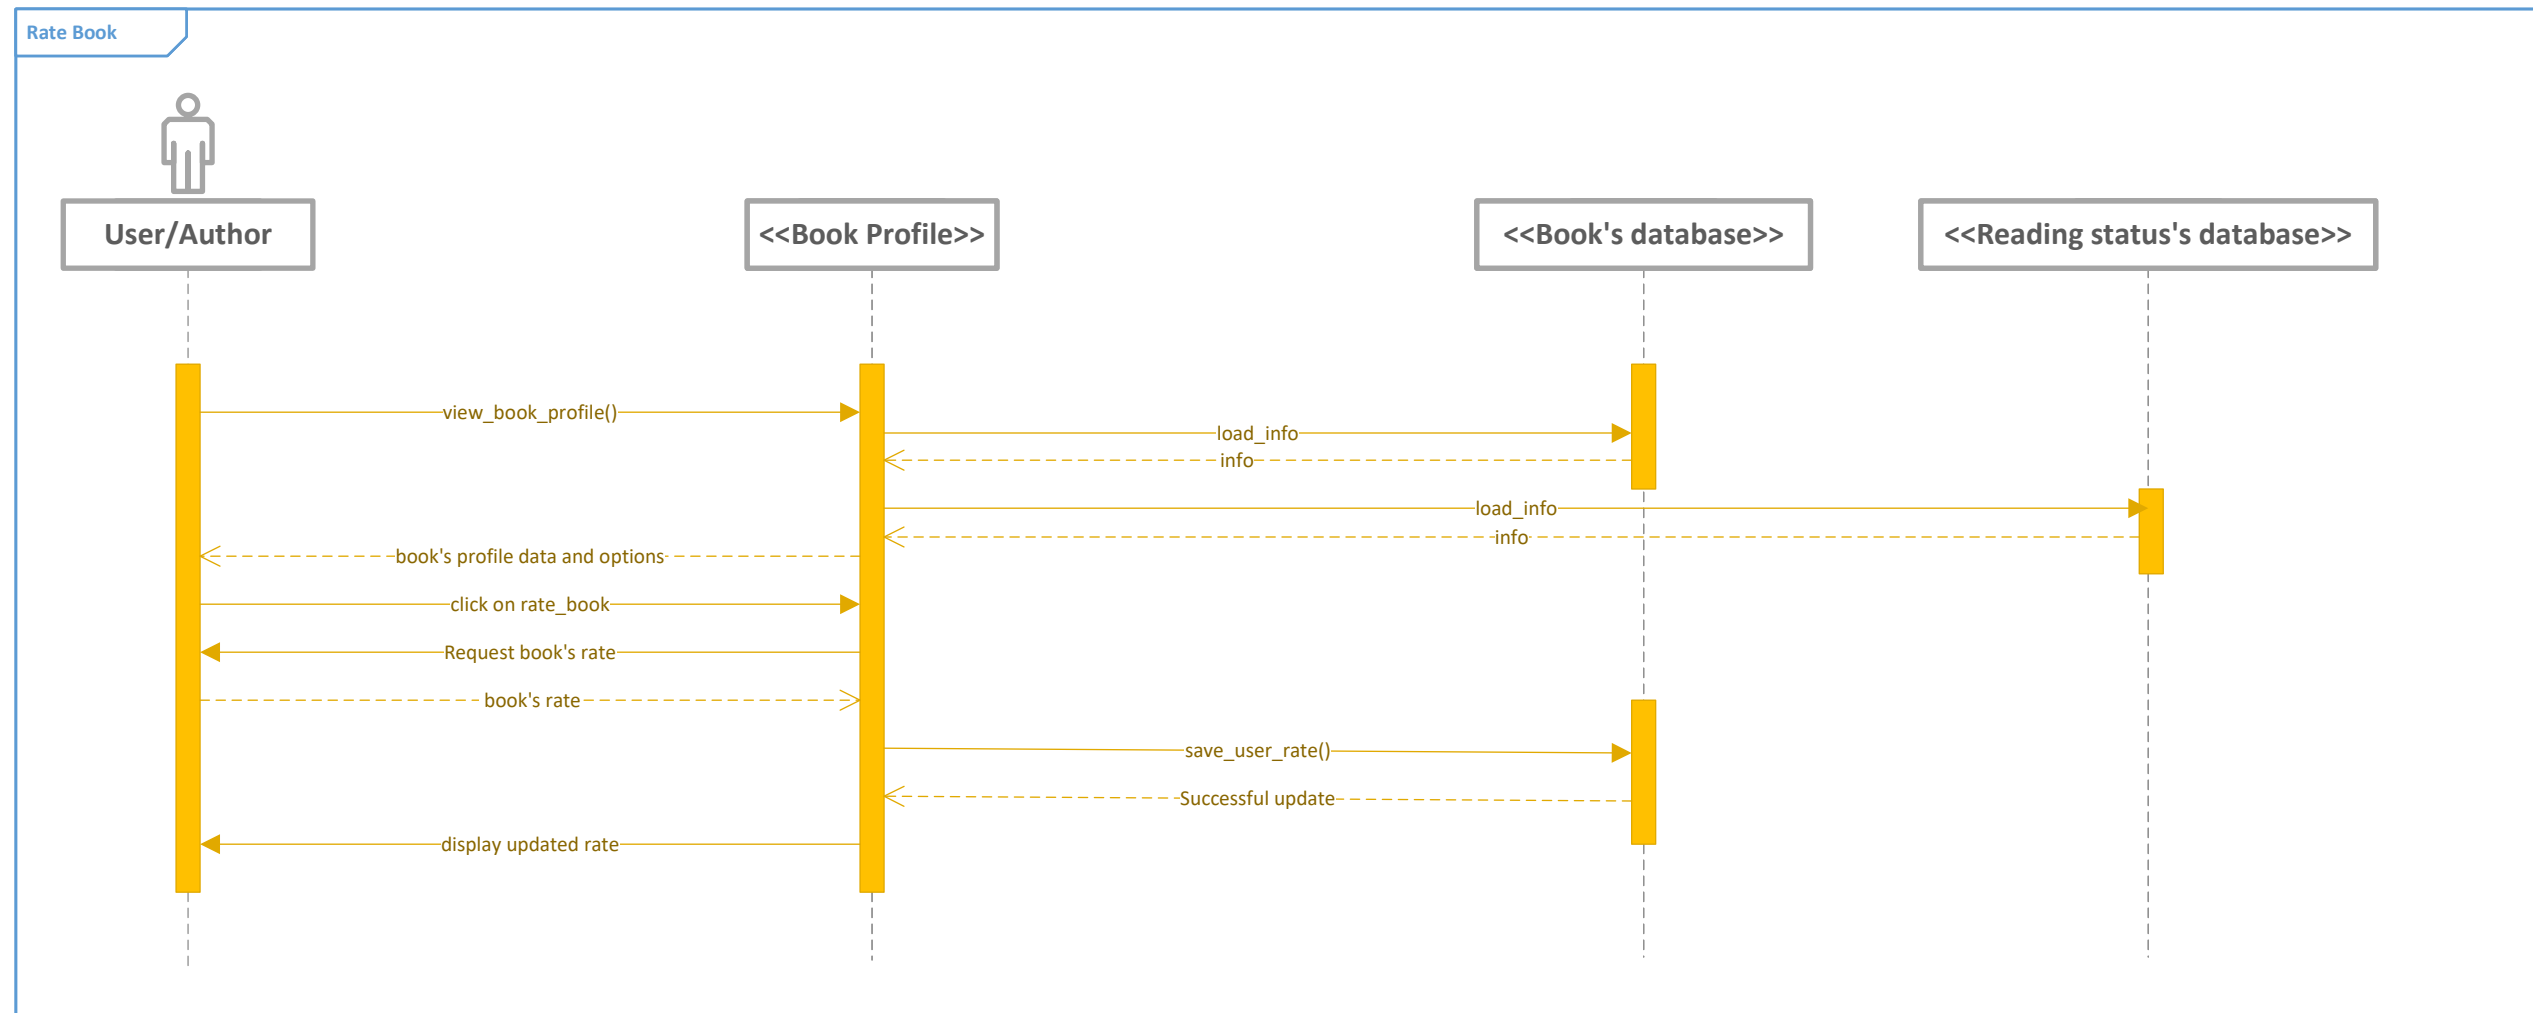 Rate Book
User/Author
<<Book Profile>>
<<Book's database>>
<<Reading status's database>>
view_book_profile()
load_info
info
load_info
info
book's profile data and options
click on rate_book
Request book's rate
book's rate
save_user_rate()
Successful update
display updated rate